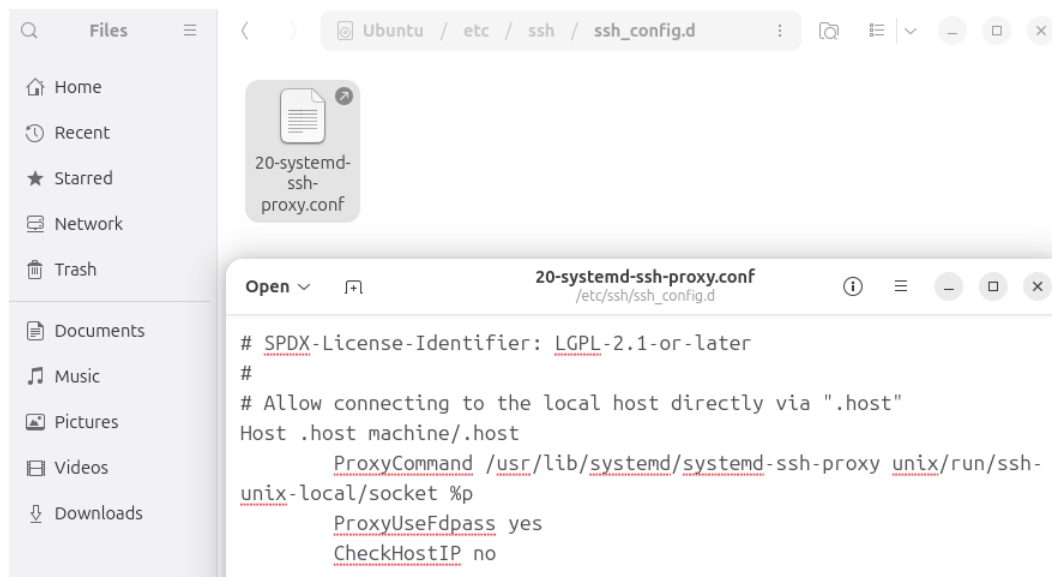 Files
Ubuntu / etc / ssh / ssh_config.d
Home
Recent
Starred
Network
Trash
Documents
Music
Pictures
Videos
Downloads
20-systemd-
ssh-
proxy.conf
Open
20-systemd-ssh-proxy.conf
/etc/ssh/ssh_config.d
# SPDX-License-Identifier: LGPL-2.1-or-later
#
# Allow connecting to the local host directly via ".host"
Host .host machine/.host
ProxyCommand /usr/lib/systemd/systemd-ssh-proxy unix/run/ssh-
unix-local/socket %p
ProxyUseFdpass yes
CheckHostIP no